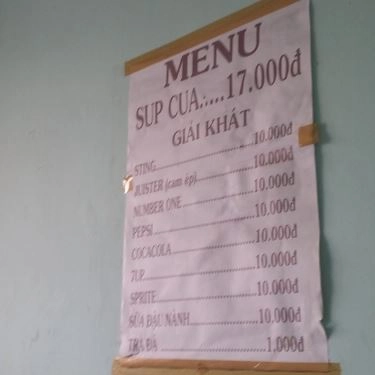 MENU
SUP CUA.....17.000đ
GIẢI KHÁT
STING..............................10.000đ
JUISTER (cam ép)..............10.000đ
NUMBER ONE..................10.000đ
PEPSI..............................10.000đ
COCACOLA......................10.000đ
7UP.................................10.000đ
SPRITE............................10.000đ
SỮA ĐẬU NÀNH................10.000đ
TRÀ ĐÁ............................1.000đ